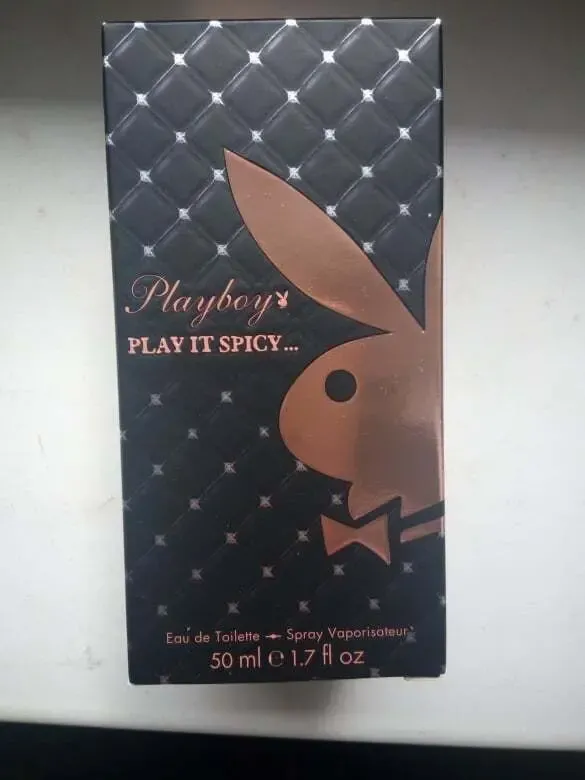 Playboy
PLAY IT SPICY...
Eau de Toilette Spray Vaporisateur
50 ml ℮ 1.7 fl oz